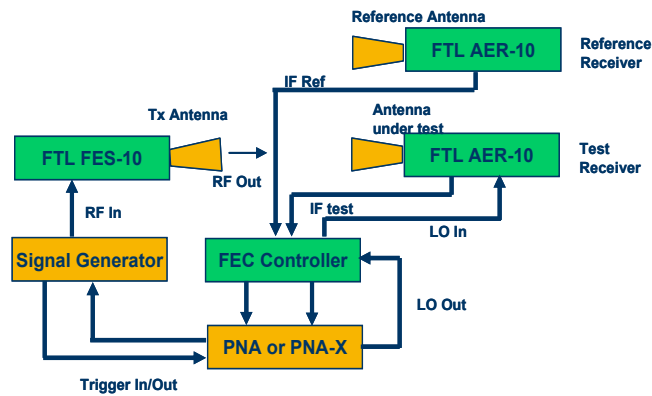 Reference Antenna
FTL AER-10
Reference
Receiver
IF Ref
Tx Antenna
Antenna
under test
FTL FES-10
FTL AER-10
Test
Receiver
RF Out
RF In
IF test
LO In
Signal Generator
FEC Controller
LO Out
PNA or PNA-X
Trigger In/Out